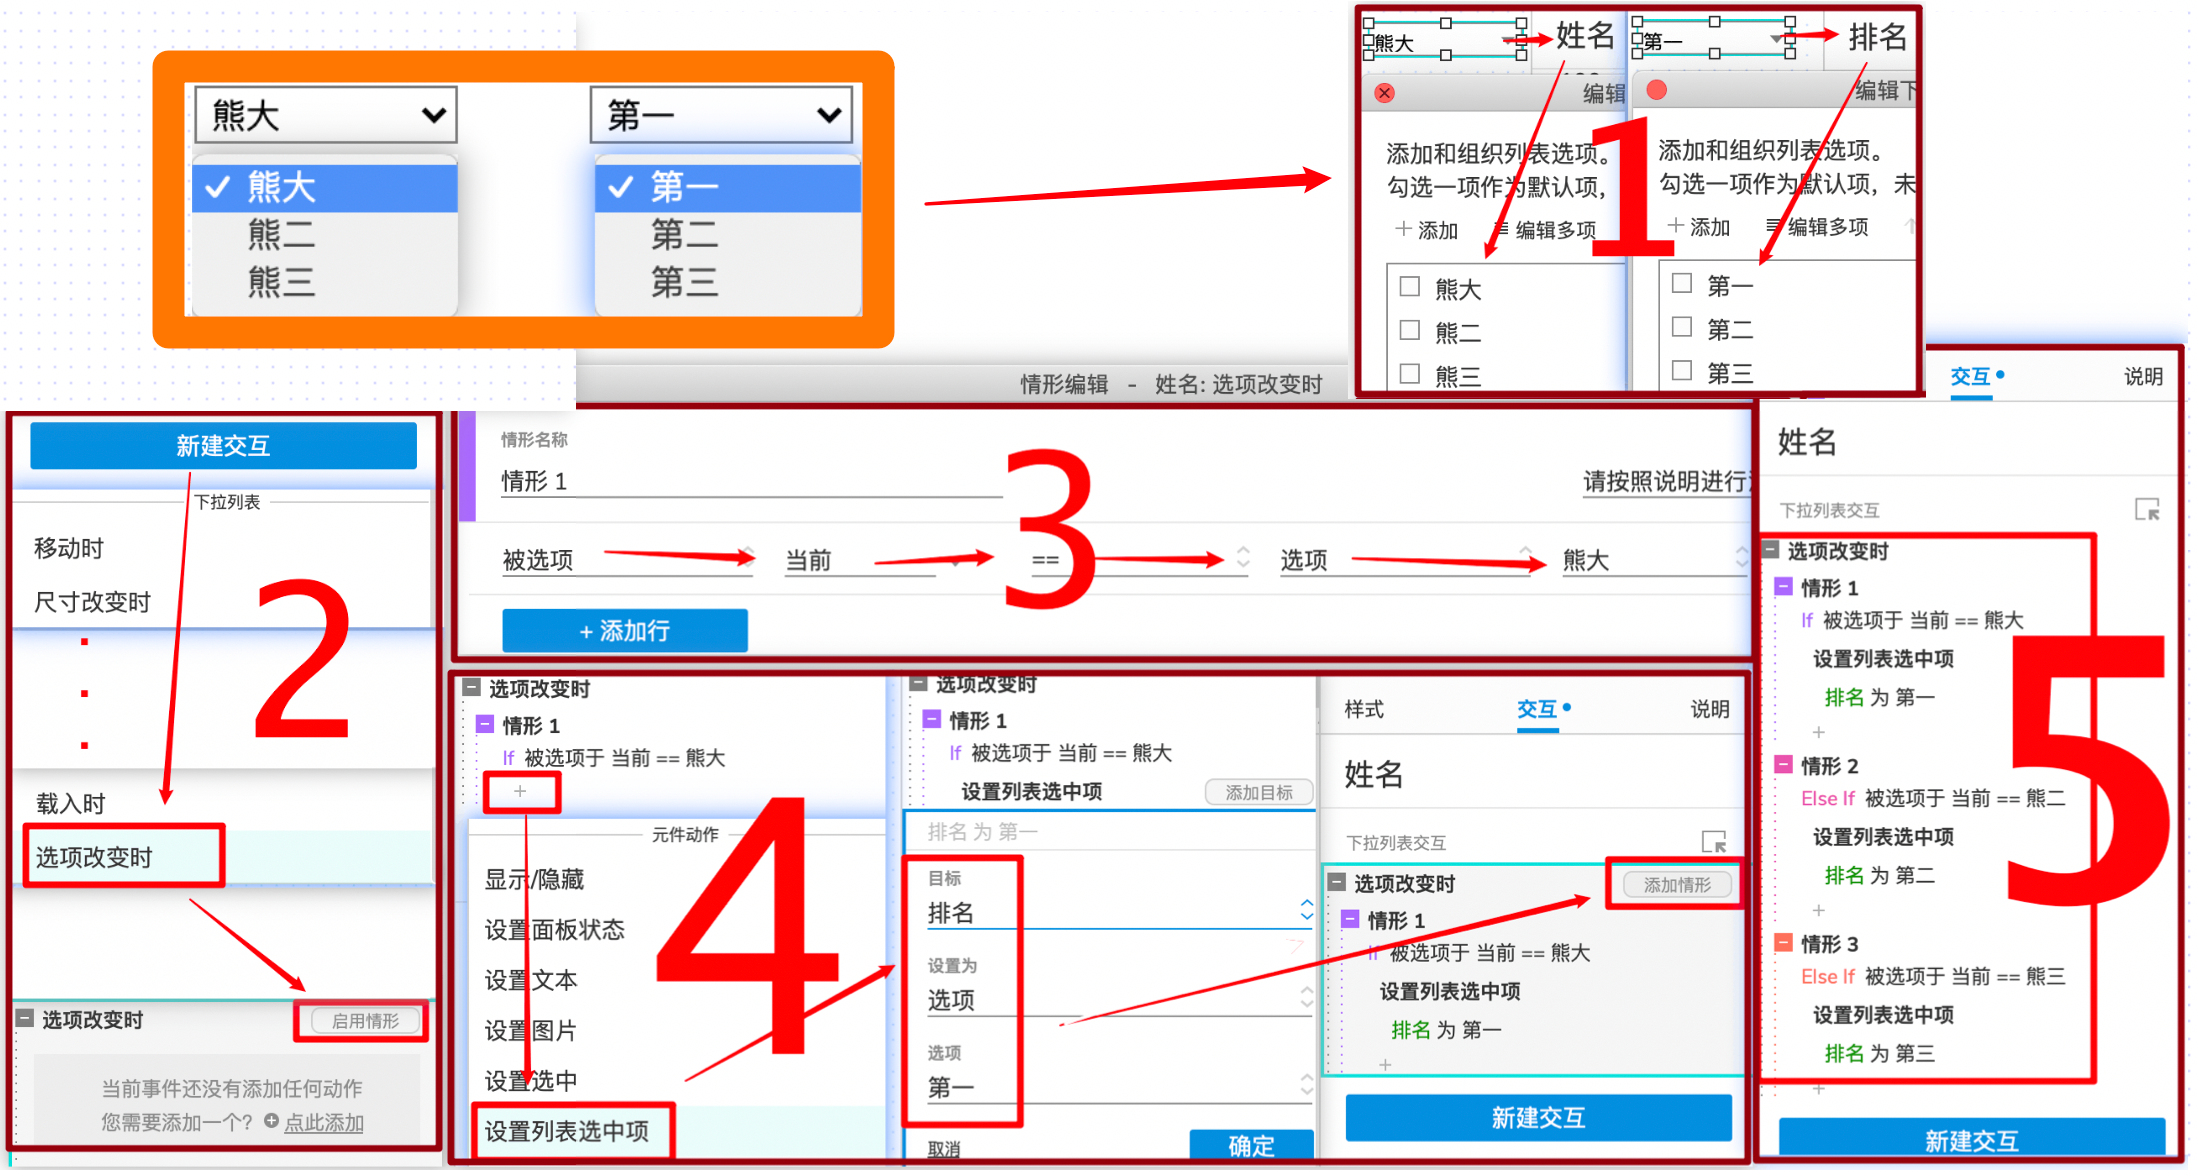 熊大
第一
熊大
熊二
熊三
第一
第二
第三
熊大
姓名
第一
排名
编辑
编辑下
1
添加和组织列表选项。
勾选一项作为默认项，
添加
编辑多项
熊大
熊二
熊三
添加和组织列表选项。
勾选一项作为默认项，未
添加
编辑多项
第一
第二
第三
新建交互
下拉列表
移动时
尺寸改变时
2
载入时
选项改变时
选项改变时
启用情形
当前事件还没有添加任何动作
您需要添加一个? 点此添加
情形编辑 - 姓名: 选项改变时
情形名称
情形 1
请按照说明进行
3
被选项
当前
==
选项
熊大
+ 添加行
选项改变时
情形 1
If 被选项于 当前 == 熊大
+
元件动作
显示/隐藏
设置面板状态
设置文本
设置图片
设置选中
设置列表选中项
4
选项改变时
情形 1
If 被选项于 当前 == 熊大
设置列表选中项
添加目标
排名 为 第一
目标
排名
设置为
选项
选项
第一
取消
确定
样式
交互
说明
姓名
下拉列表交互
选项改变时
添加情形
情形 1
If 被选项于 当前 == 熊大
设置列表选中项
排名 为 第一
+
新建交互
交互
说明
姓名
下拉列表交互
选项改变时
情形 1
If 被选项于 当前 == 熊大
设置列表选中项
排名 为 第一
+
情形 2
Else If 被选项于 当前 == 熊二
设置列表选中项
排名 为 第二
+
情形 3
Else If 被选项于 当前 == 熊三
设置列表选中项
排名 为 第三
+
5
新建交互